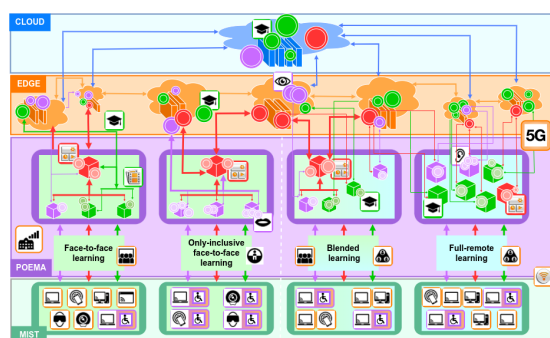 CLOUD
EDGE
5G
Face-to-face
learning
Only-inclusive
face-to-face
learning
Blended
learning
Full-remote
learning
POEMA
MIST